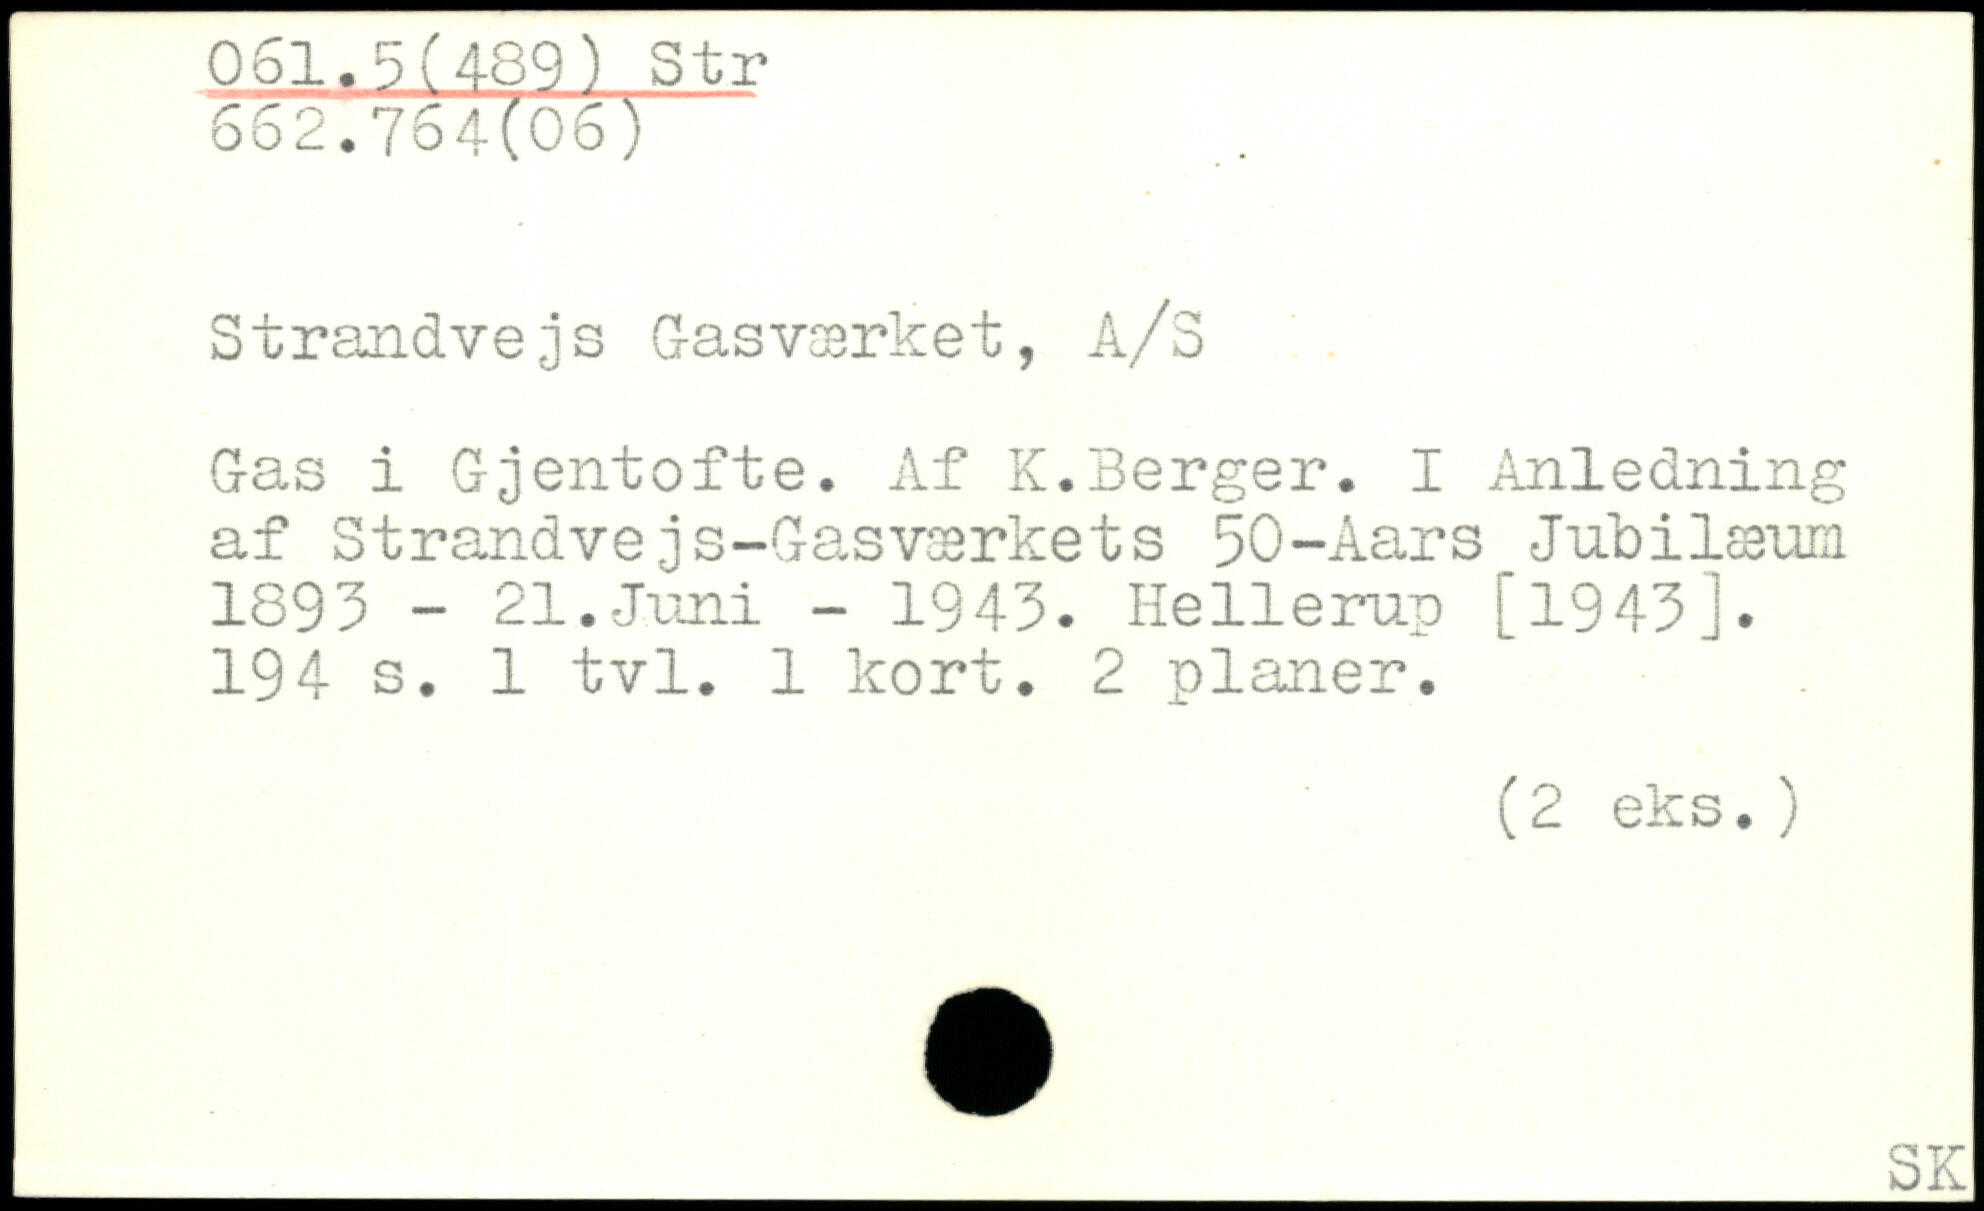 061.5(489) Str
662.764(06)
Strandvejs Gasværket, A/S
Gas i Gjentofte. Af K.Berger. I Anledning
af Strandvejs-Gasværkets 50-Aars Jubilæum
1893 - 21.Juni - 1943. Hellerup [1943].
194 s. 1 tvl. 1 kort. 2 planer.
(2 eks.)
SK